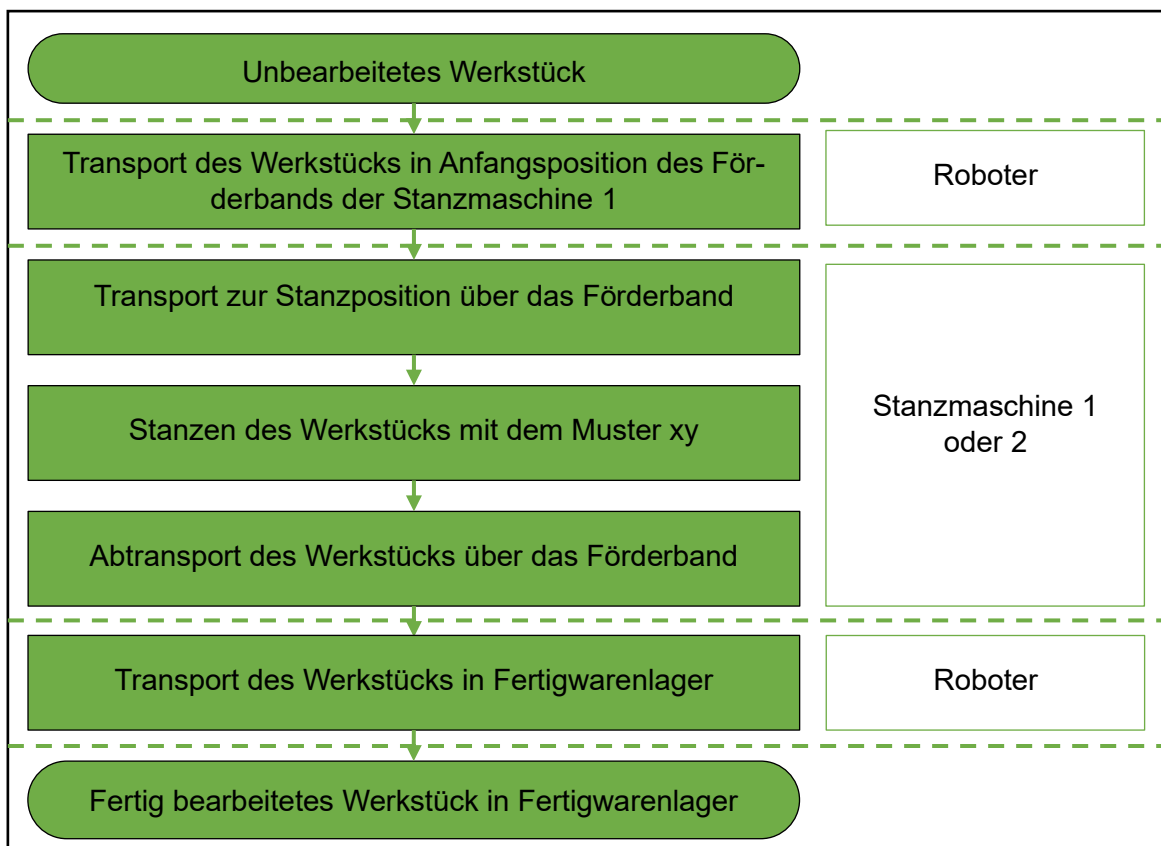 Unbearbeitetes Werkstück
Transport des Werkstücks in Anfangsposition des För-
derbands der Stanzmaschine 1
Roboter
Transport zur Stanzposition über das Förderband
Stanzen des Werkstücks mit dem Muster xy
Stanzmaschine 1
oder 2
Abtransport des Werkstücks über das Förderband
Transport des Werkstücks in Fertigwarenlager
Roboter
Fertig bearbeitetes Werkstück in Fertigwarenlager